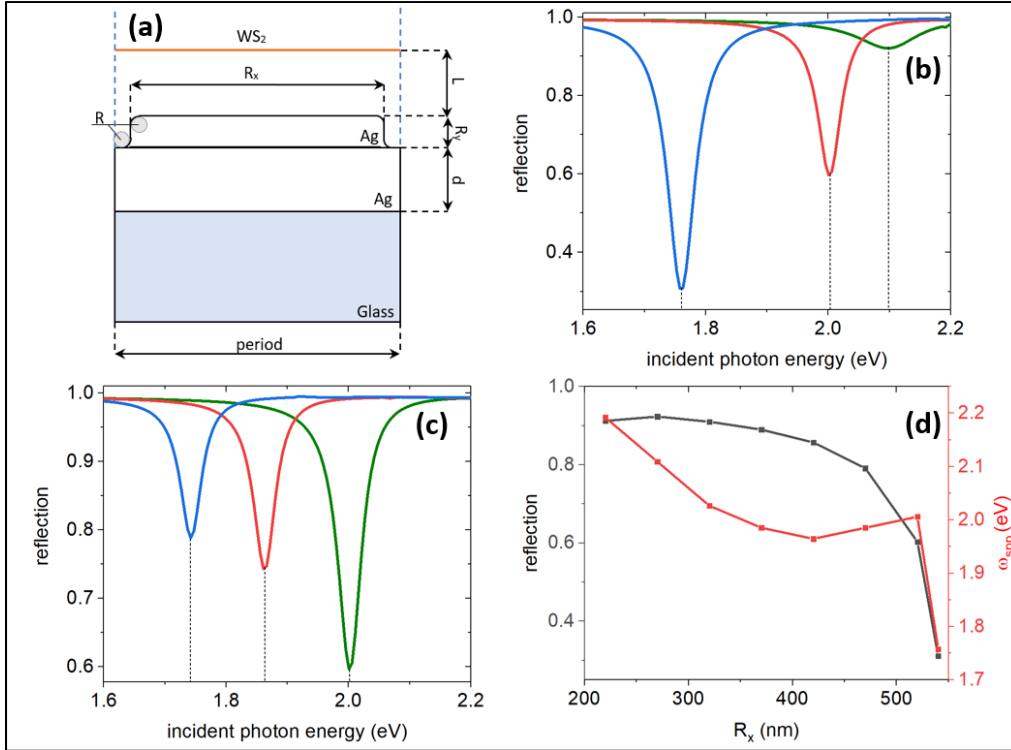 (a)
WS₂
Rₓ
L
R
Ag
Rᵧ
Ag
d
Glass
period
(b)
reflection
1.0
0.8
0.6
0.4
1.6 1.8 2.0 2.2
incident photon energy (eV)
(c)
reflection
1.0
0.9
0.8
0.7
0.6
1.6 1.8 2.0 2.2
incident photon energy (eV)
(d)
reflection
0.9
0.8
0.6
0.4
200 300 400 500
Rₓ (nm)
2.2
2.1
2.0
1.9
1.8
1.7
ωspp (eV)